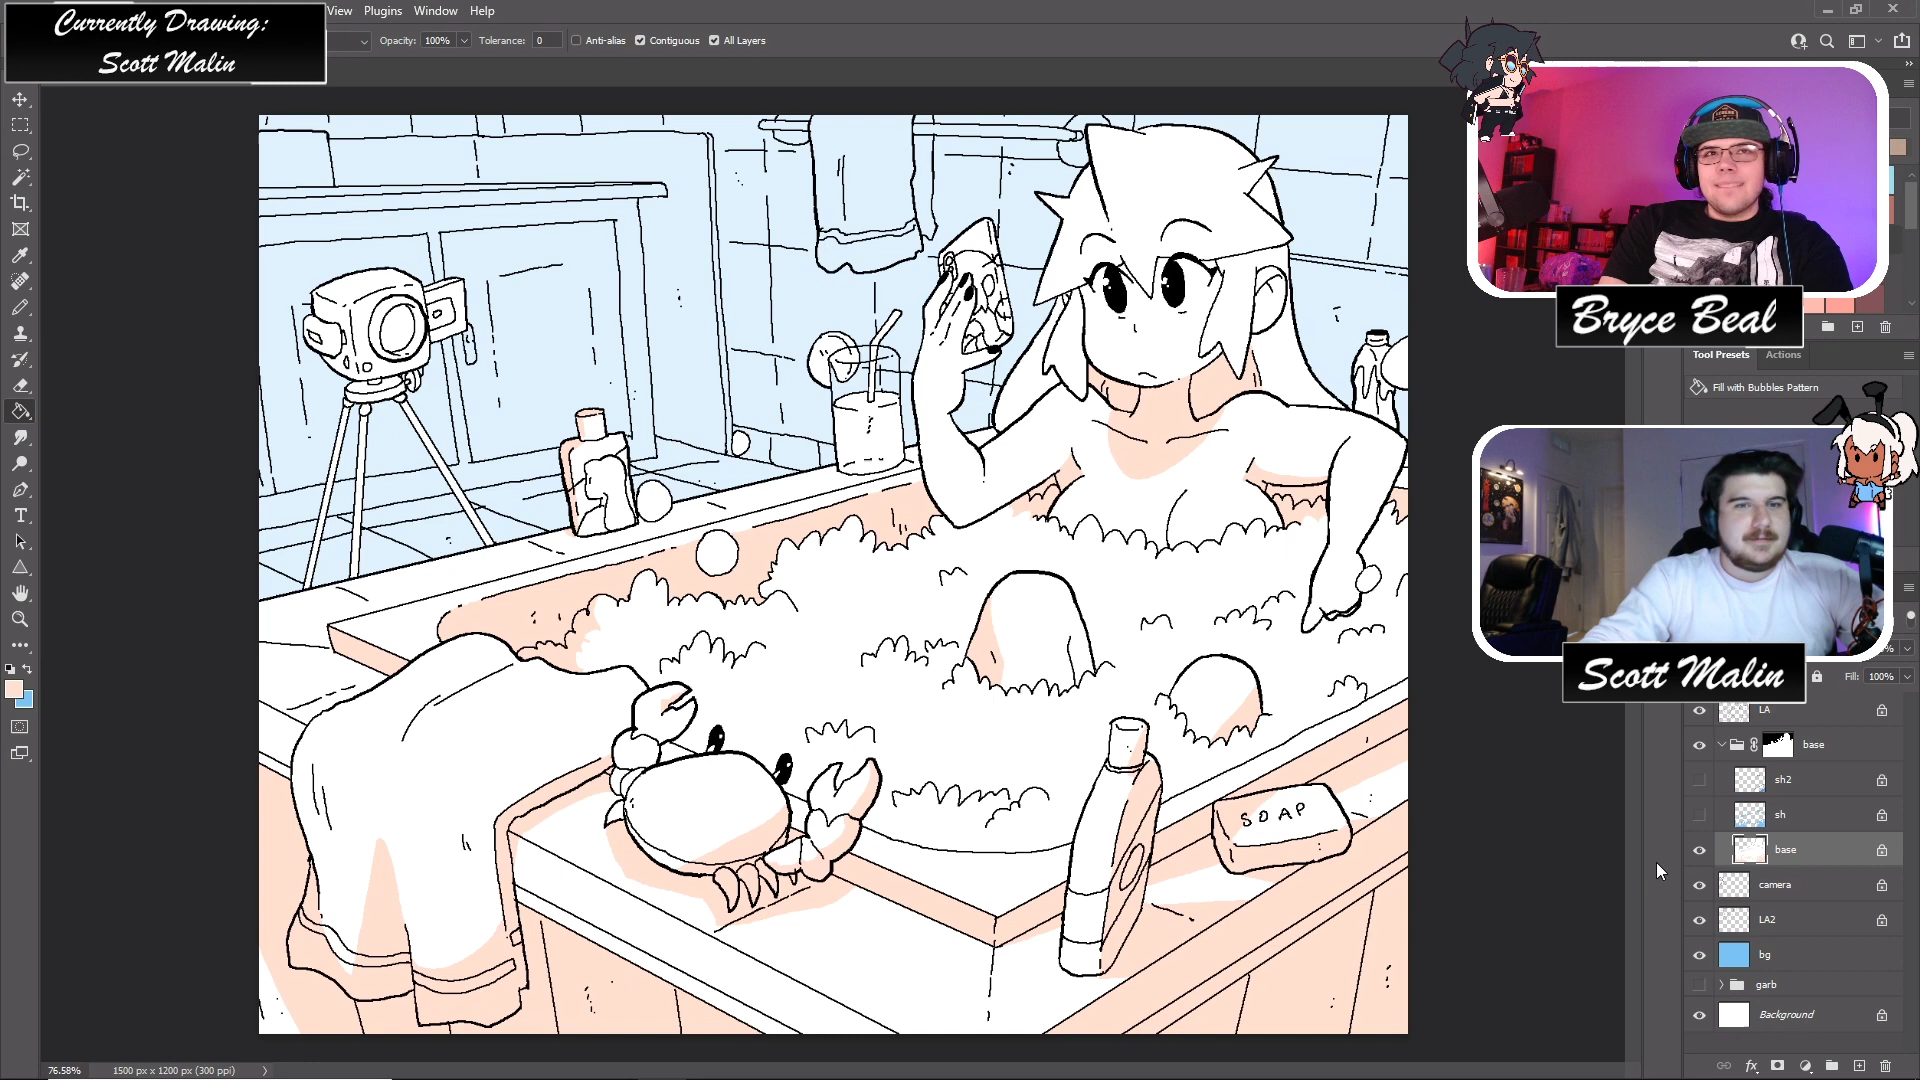 Currently Drawing:
Scott Malin
View Plugins Window Help
Opacity: 100% Tolerance: 0 Anti-alias Contiguous All Layers
Bryce Beal
Tool Presets Actions
Fill with Bubbles Pattern
Scott Malin
Fill: 100%
LA
base
sh2
sh
base
camera
LA2
bg
garb
Background
SOAP
76.58% 1500 px x 1200 px (300 ppi)